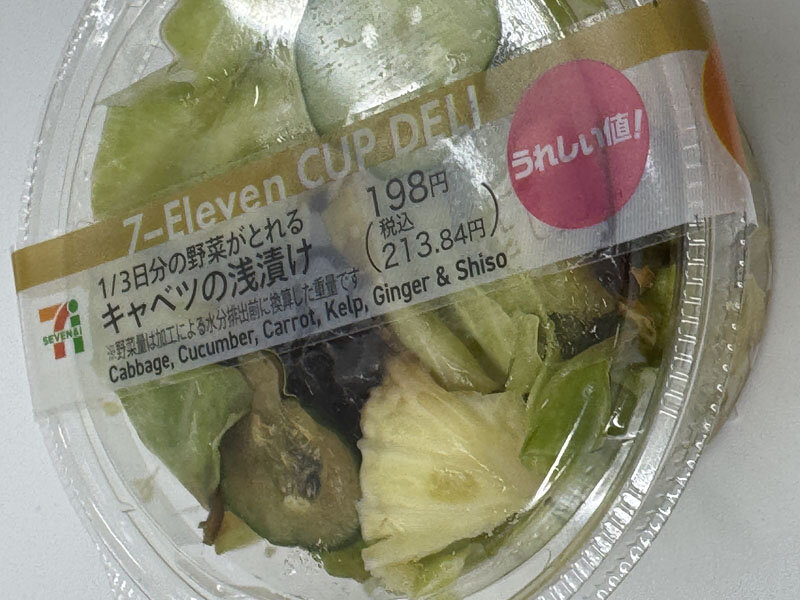 7-Eleven CUP DELI
うれしい値!
1/3日分の野菜がとれる
キャベツの浅漬け
198円
(税込
213.84円)
※野菜量は加工による水分排出前に換算した重量です
Cabbage, Cucumber, Carrot, Kelp, Ginger & Shiso
7
SEVEN&i